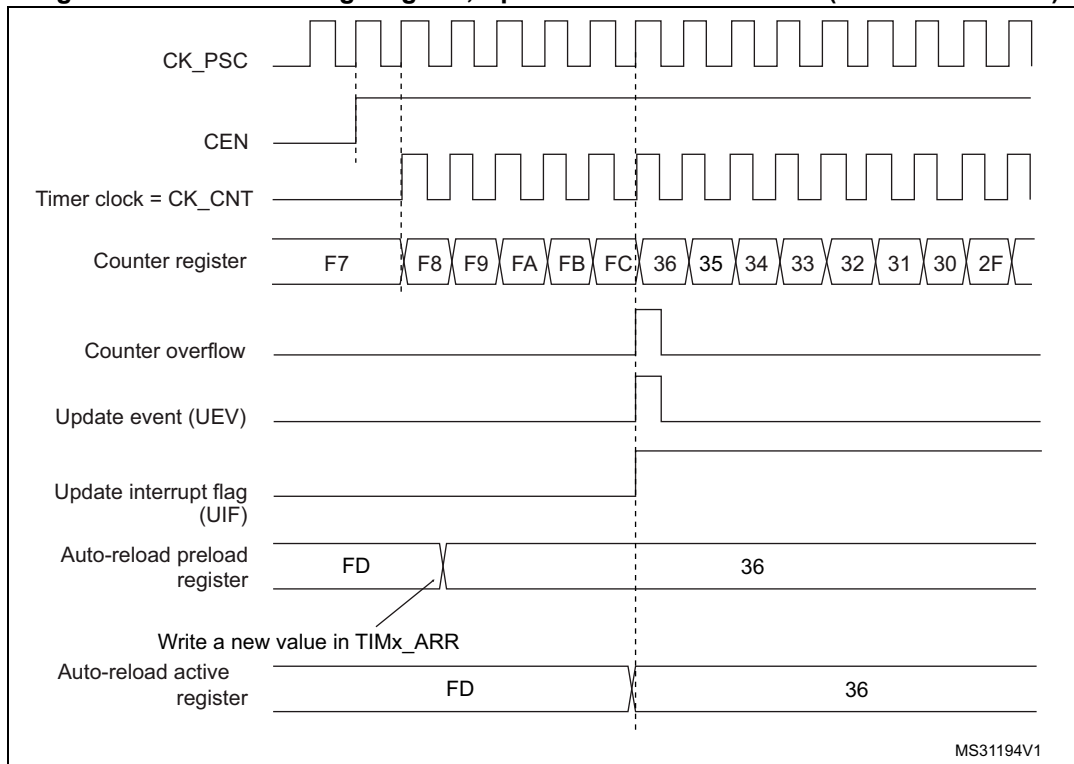 CK_PSC
CEN
Timer clock = CK_CNT
Counter register F7 F8 F9 FA FB FC 36 35 34 33 32 31 30 2F
Counter overflow
Update event (UEV)
Update interrupt flag
(UIF)
Auto-reload preload
register FD 36
Write a new value in TIMx_ARR
Auto-reload active
register FD 36
MS31194V1